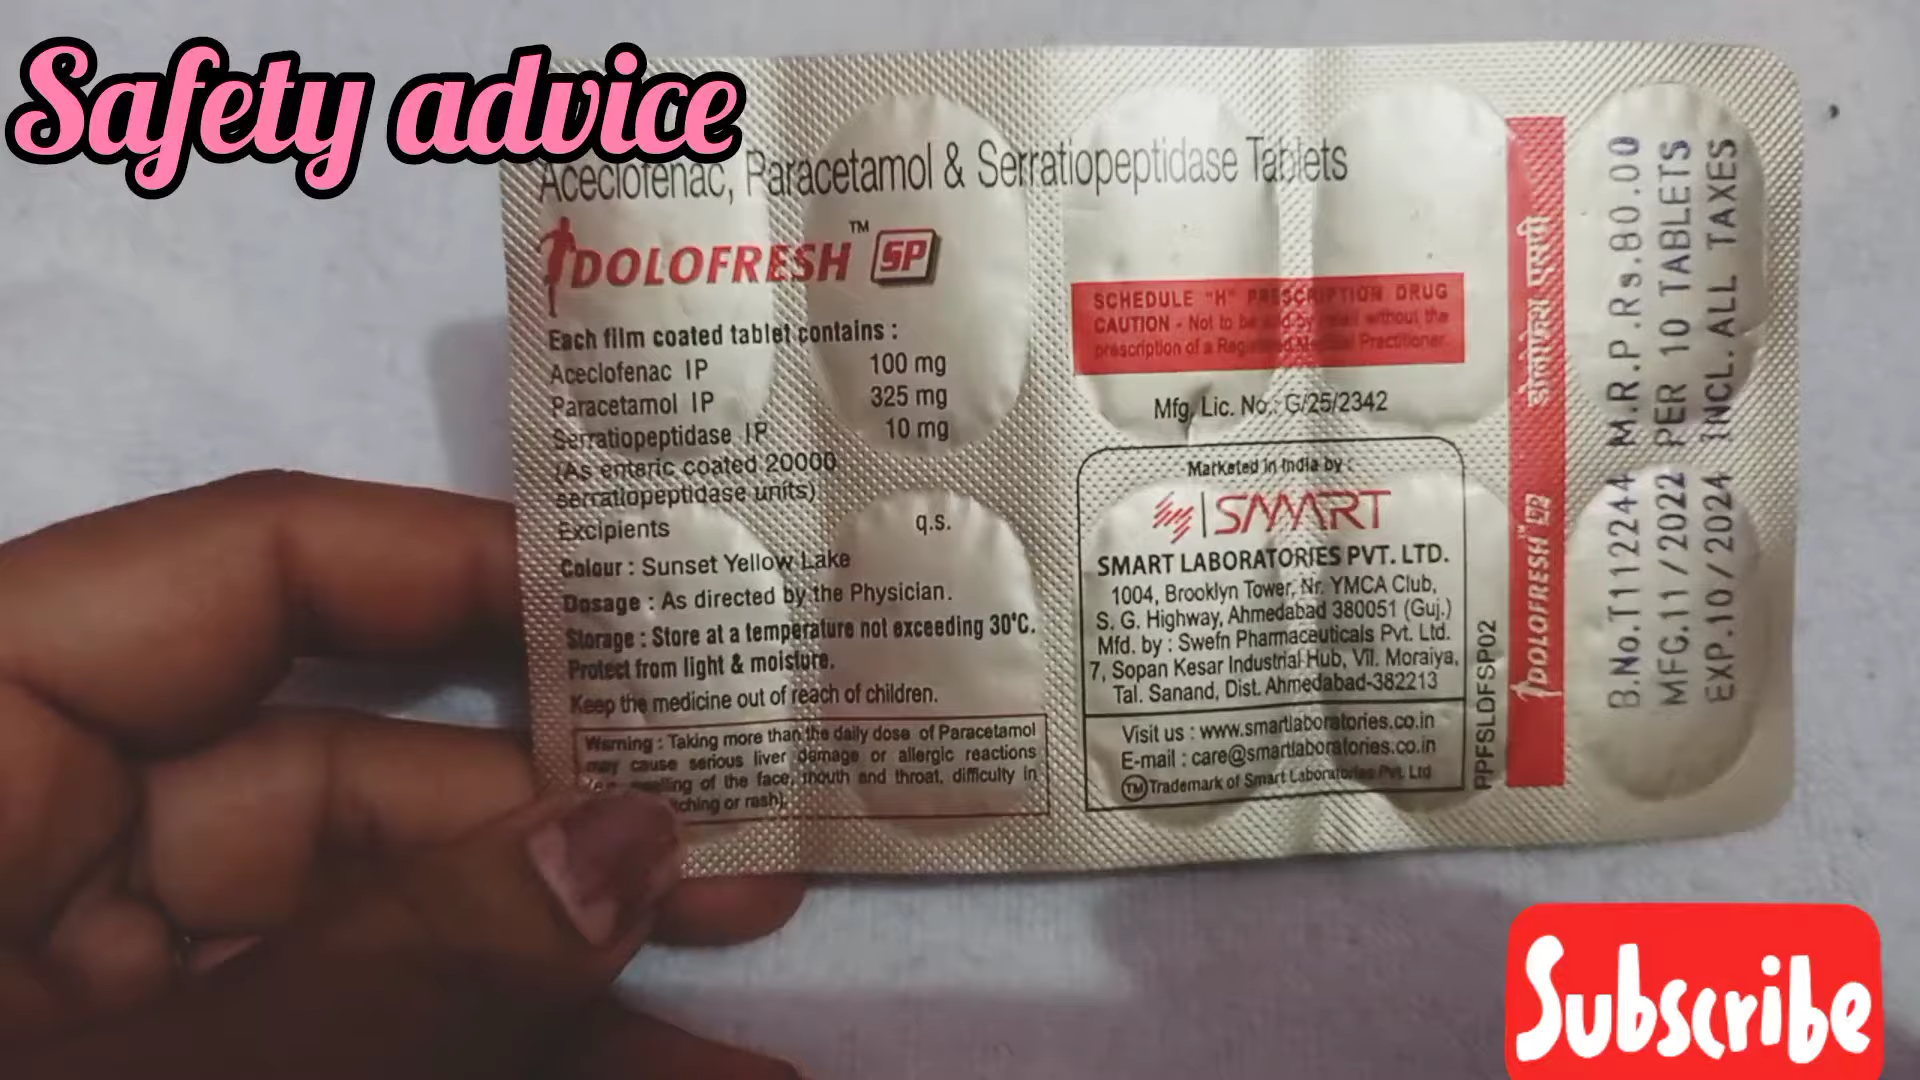 Safety advice
Aceclofenac, Paracetamol & Serratiopeptidase Tablets
DOLOFRESH™ SP
Each film coated tablet contains :
Aceclofenac IP 100 mg
Paracetamol IP 325 mg
Serratiopeptidase IP 10 mg
(As enteric coated 20000
serratiopeptidase units)
Excipients q.s.
Colour : Sunset Yellow Lake
Dosage : As directed by the Physician.
Storage : Store at a temperature not exceeding 30°C.
Protect from light & moisture.
Keep the medicine out of reach of children.
Warning : Taking more than the daily dose of Paracetamol
may cause serious liver damage or allergic reactions
swelling of the face, mouth and throat, difficulty in
itching or rash).
SCHEDULE "H" PRESCRIPTION DRUG
CAUTION - Not to be sold by retail without the
prescription of a Registered Medical Practitioner.
Mfg. Lic. No.: G/25/2342
Marketed in India by :
SMART
SMART LABORATORIES PVT. LTD.
1004, Brooklyn Tower, Nr. YMCA Club,
S. G. Highway, Ahmedabad 380051 (Guj.)
Mfd. by : Swefn Pharmaceuticals Pvt. Ltd.
7, Sopan Kesar Industrial Hub, Vil. Moraiya,
Tal. Sanand, Dist. Ahmedabad-382213
Visit us : www.smartlaboratories.co.in
E-mail : care@smartlaboratories.co.in
TM Trademark of Smart Laboratories Pvt. Ltd
PPFSLDFSP02
DOLOFRESH™ SP डोलोफ्रेश एसपी
B.No.T112244 M.R.P.Rs.80.00
MFG.11/2022 PER 10 TABLETS
EXP.10/2024 INCL.ALL TAXES
Subscribe